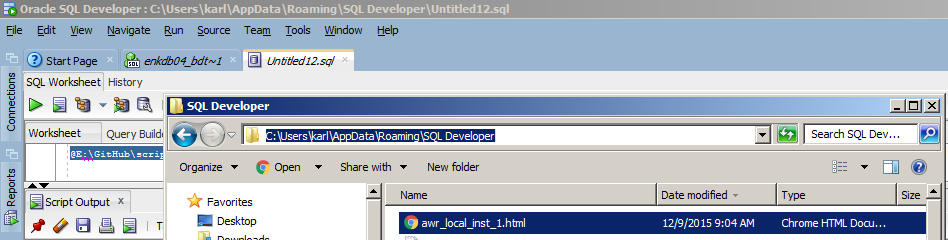 Oracle SQL Developer : C:\Users\karl\AppData\Roaming\SQL Developer\Untitled12.sql
File Edit View Navigate Run Source Team Tools Window Help
Start Page x enkdb04_bdt~1 x Untitled12.sql x
SQL Worksheet History
Connections
SQL Developer
C:\Users\karl\AppData\Roaming\SQL Developer
Search SQL Dev...
Worksheet Query Builde
@E:\GitHub\scrip
Organize Open Share with New folder
Reports
Script Output x
Favorites
Desktop
Downloads
Name Date modified Type Size
awr_local_inst_1.html 12/9/2015 9:04 AM Chrome HTML Docu...